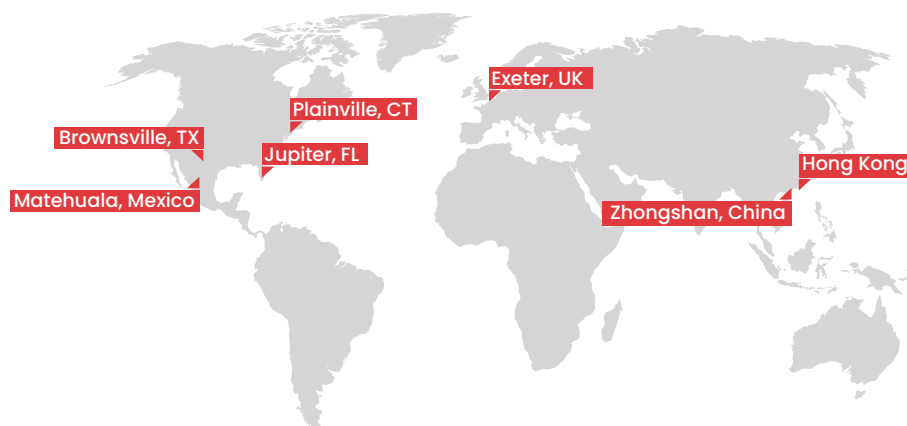 Exeter, UK
Plainville, CT
Brownsville, TX
Jupiter, FL
Hong Kong
Matehuala, Mexico
Zhongshan, China